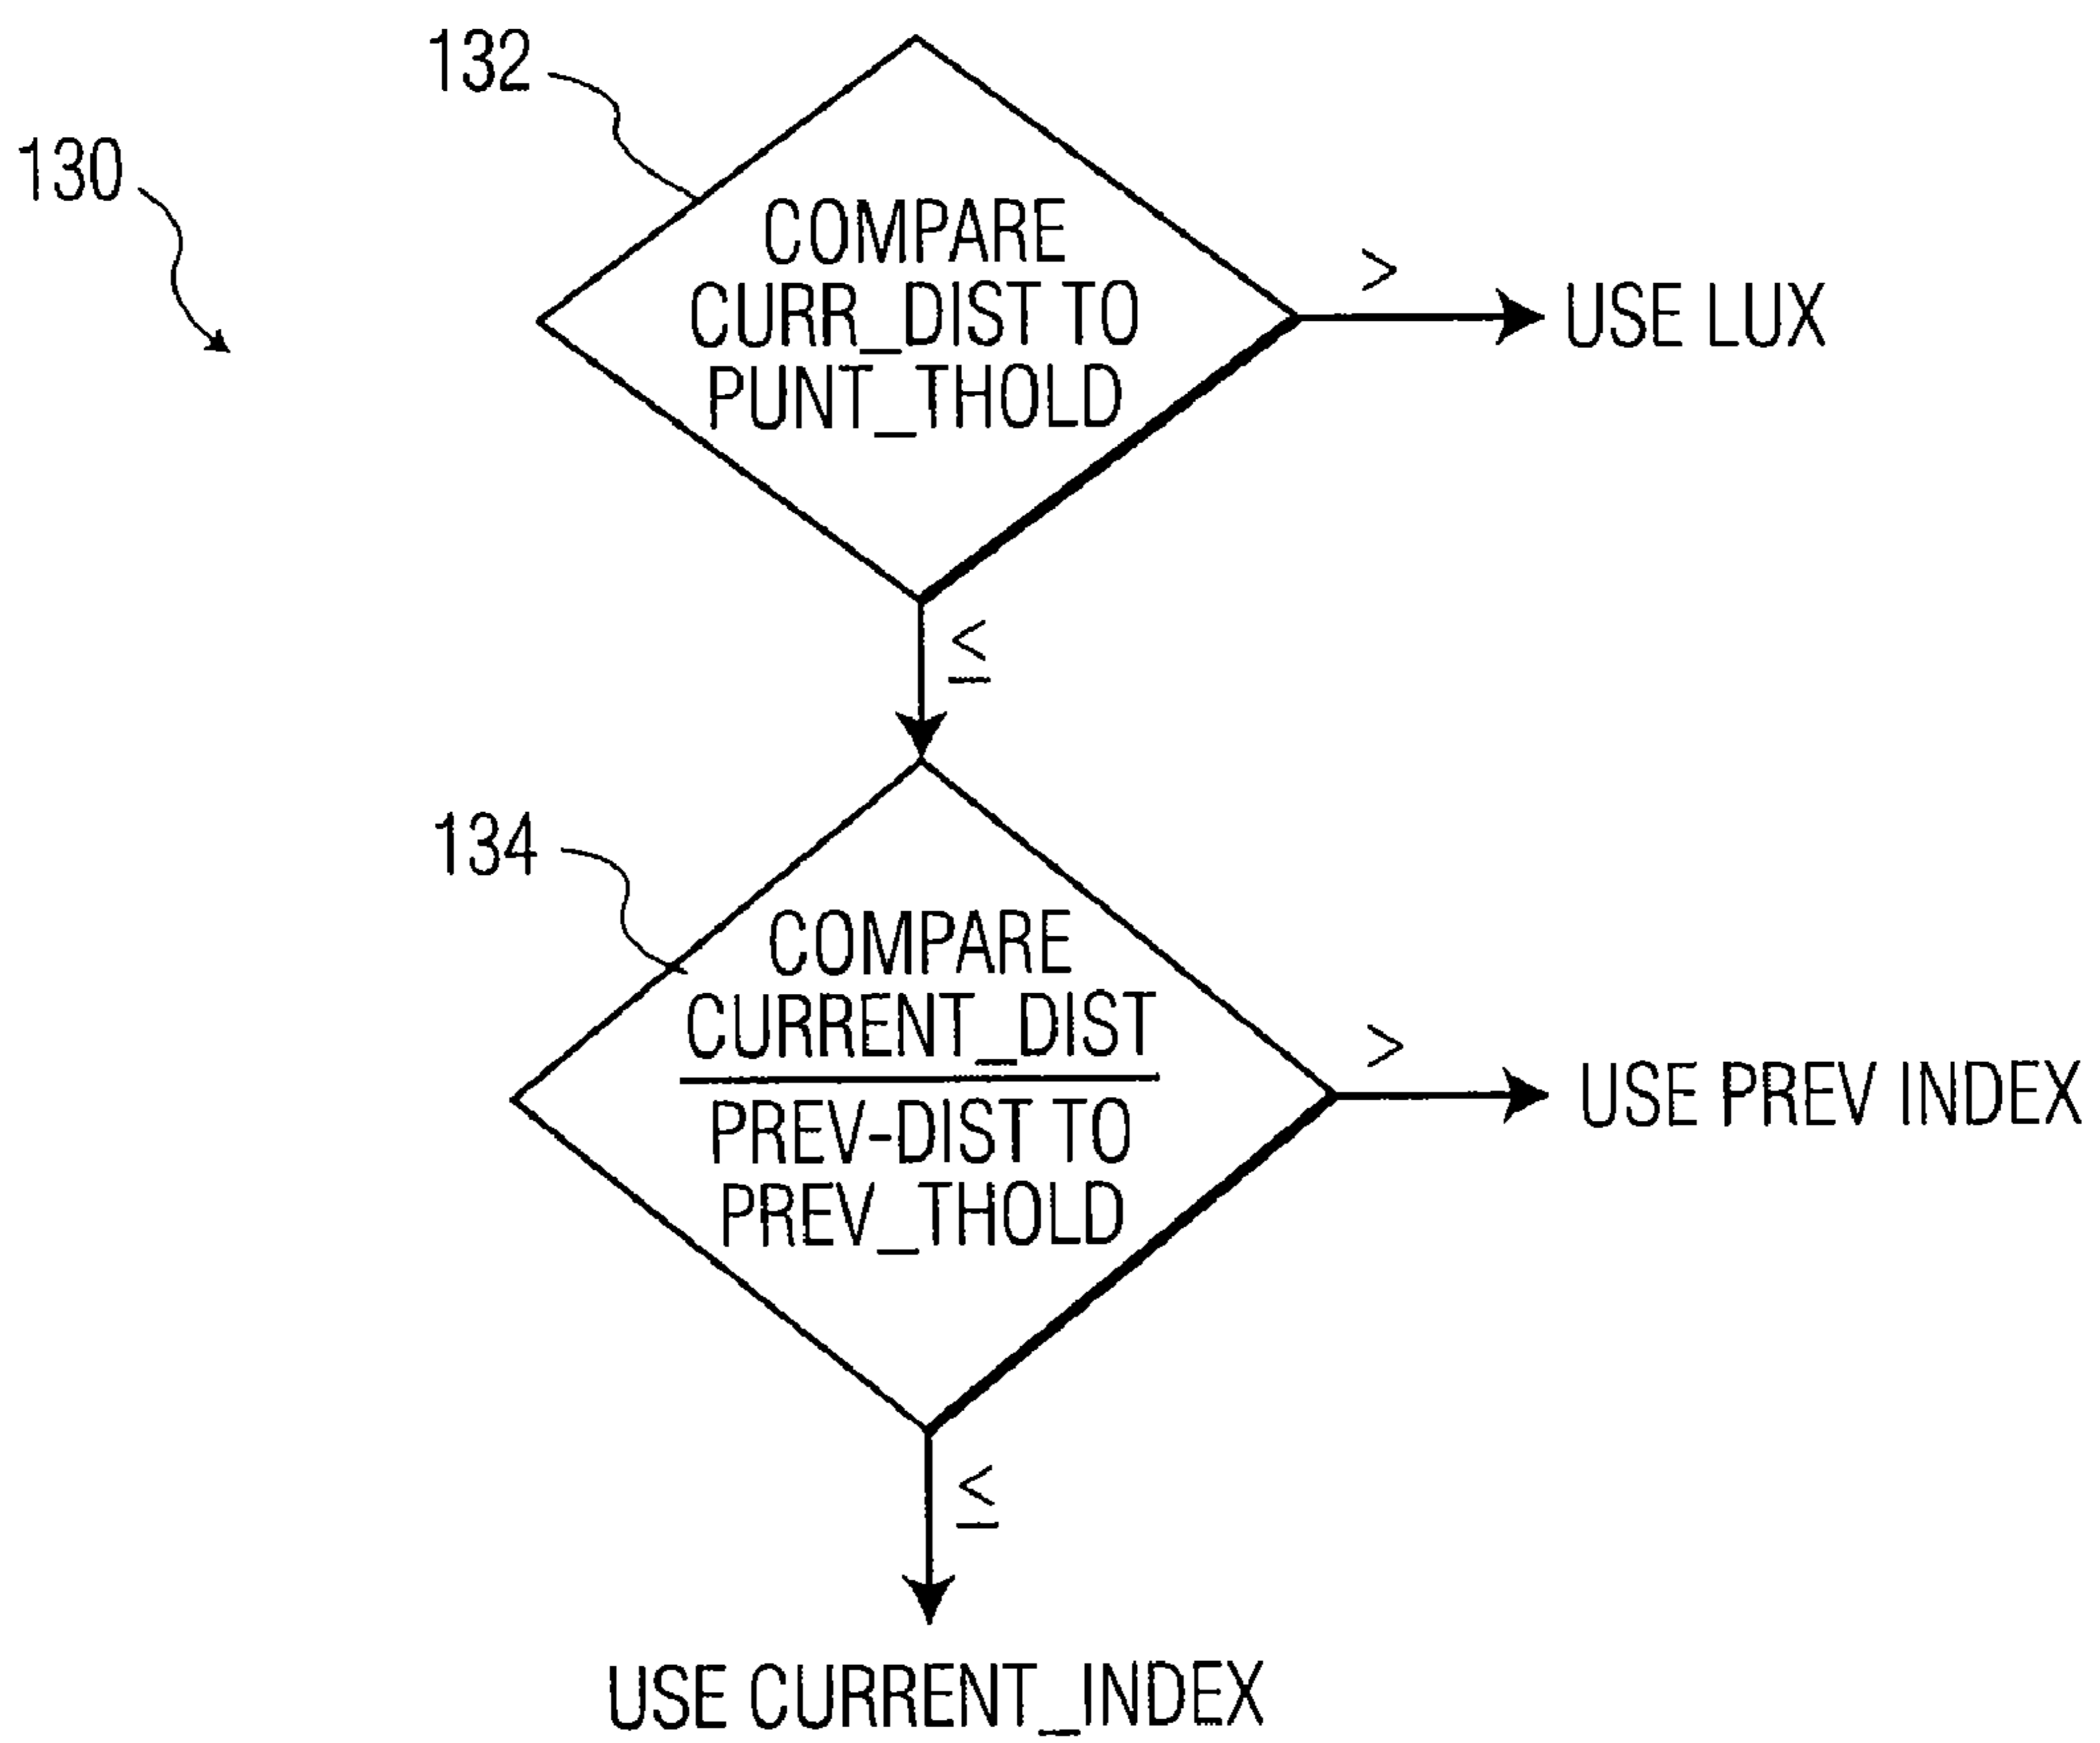 132
130
COMPARE
CURR_DIST TO
PUNT_THOLD
>
USE LUX
≤
134
COMPARE
CURRENT_DIST
PREV-DIST TO
PREV_THOLD
>
USE PREV INDEX
≤
USE CURRENT_INDEX